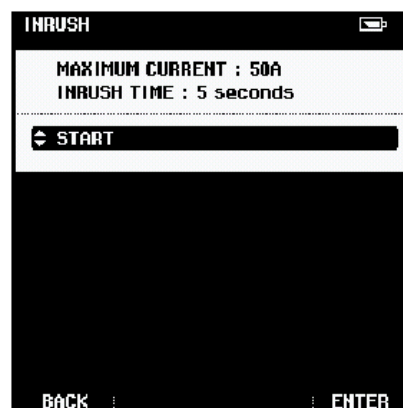 INRUSH
MAXIMUM CURRENT : 50A
INRUSH TIME : 5 seconds
START
BACK
ENTER